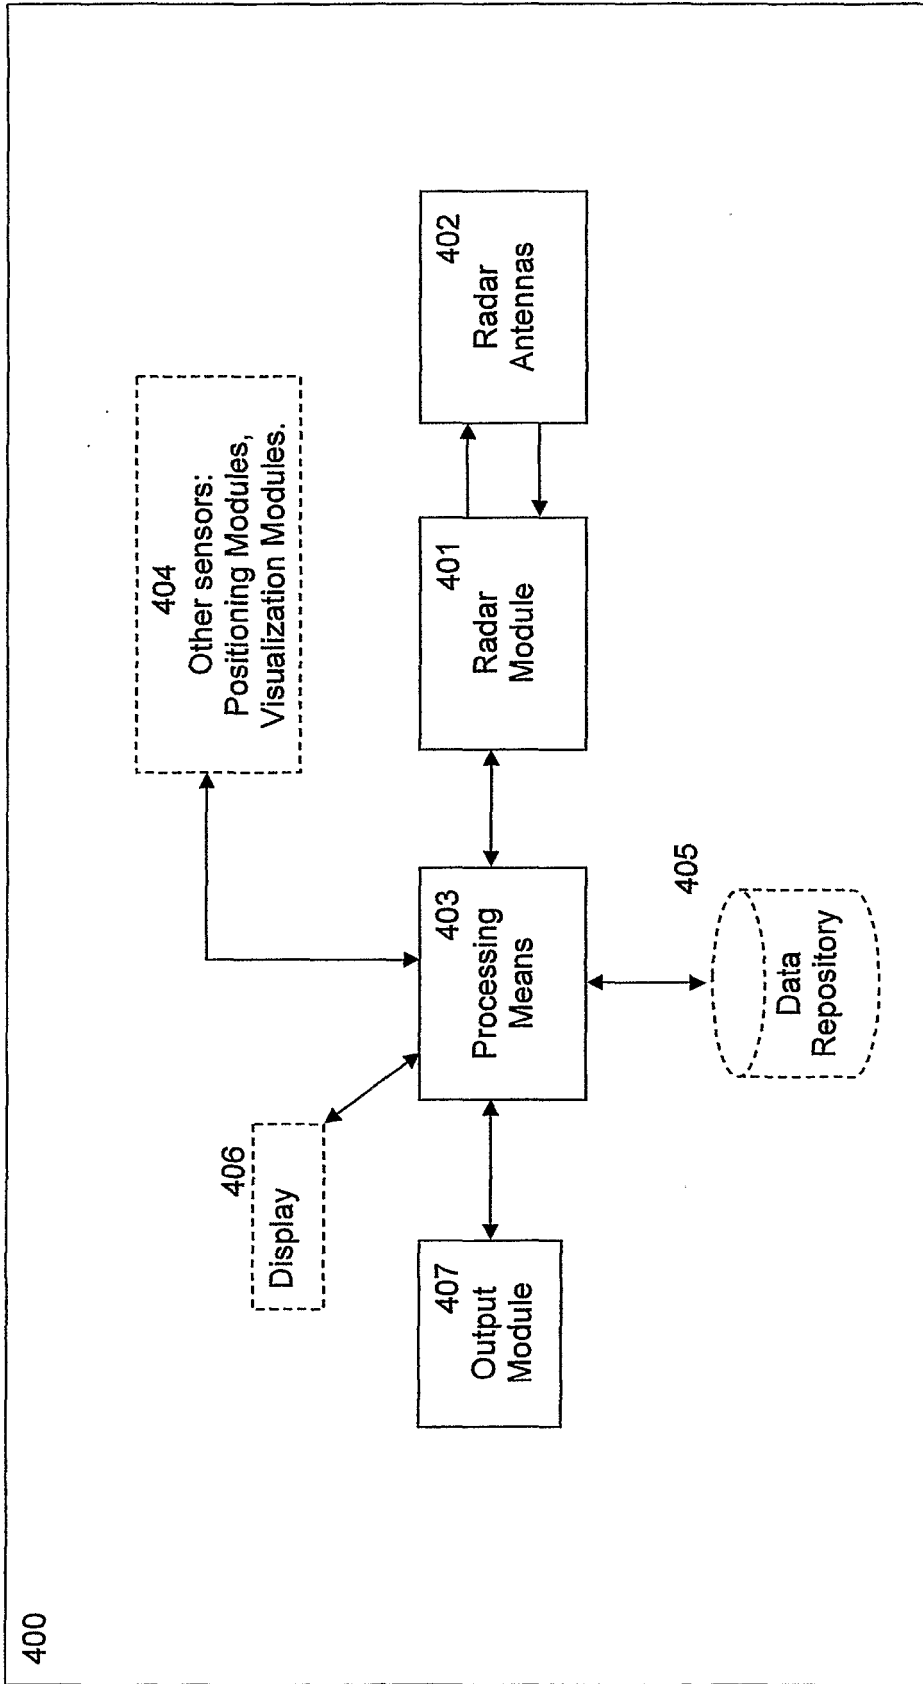 400
404
Other sensors:
Positioning Modules,
Visualization Modules.
406
Display
407
Output
Module
403
Processing
Means
401
Radar
Module
402
Radar
Antennas
405
Data
Repository